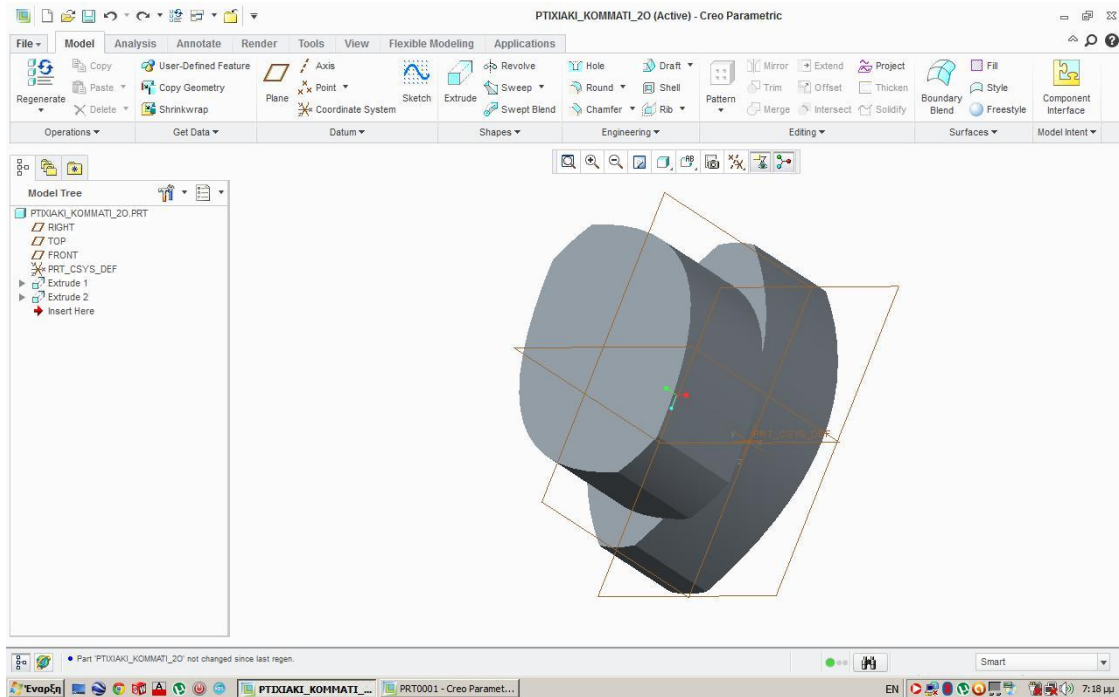 PTIXIAKI_KOMMATI_2O (Active) - Creo Parametric
File Model Analysis Annotate Render Tools View Flexible Modeling Applications
Regenerate
Copy
Paste
Delete
Operations
User-Defined Feature
Copy Geometry
Shrinkwrap
Get Data
Plane
Axis
Point
Coordinate System
Sketch
Datum
Extrude
Revolve
Sweep
Swept Blend
Shapes
Hole
Round
Chamfer
Draft
Shell
Rib
Engineering
Pattern
Mirror
Trim
Merge
Extend
Offset
Intersect
Project
Thicken
Solidify
Editing
Boundary
Blend
Fill
Style
Freestyle
Surfaces
Component
Interface
Model Intent
Model Tree
PTIXIAKI_KOMMATI_2O.PRT
RIGHT
TOP
FRONT
PRT_CSYS_DEF
Extrude 1
Extrude 2
Insert Here
PRT_CSYS_DEF
Part 'PTIXIAKI_KOMMATI_2O' not changed since last regen.
Smart
Έναρξη
PTIXIAKI_KOMMATI_...
PRT0001 - Creo Paramet...
EN
7:18 μμ